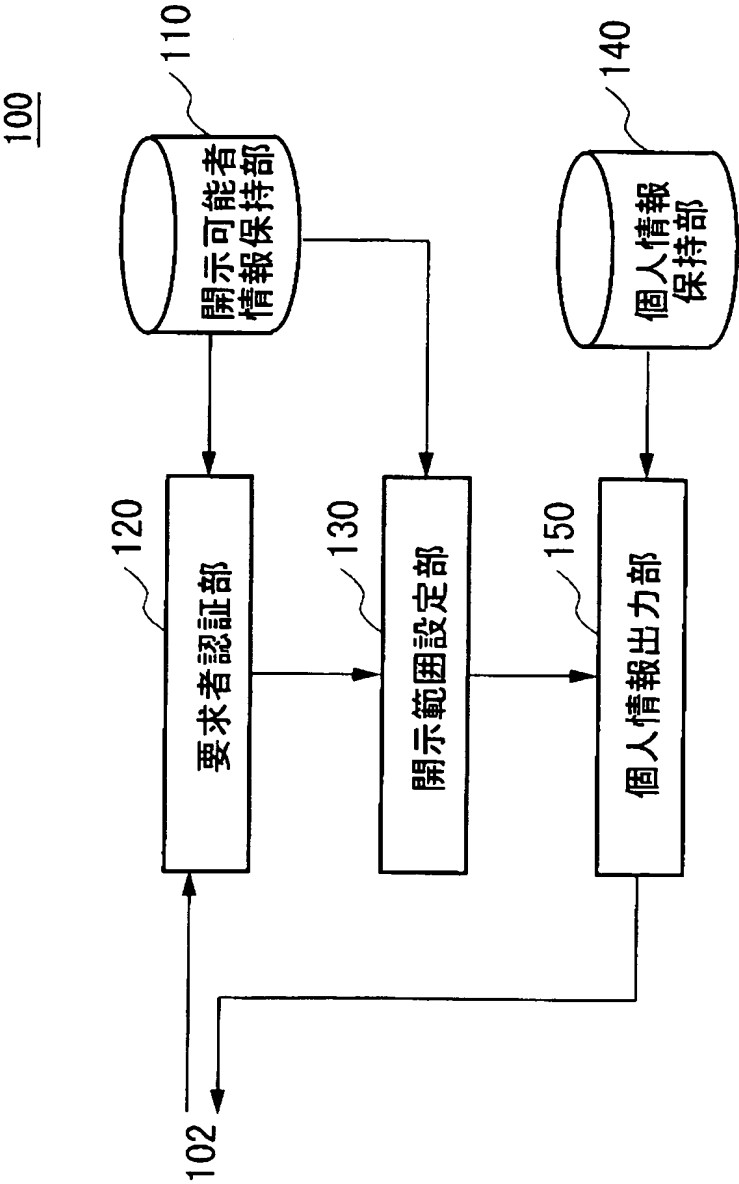 100
110
開示可能者
情報保持部
120
要求者認証部
130
開示範囲設定部
140
個人情報
保持部
150
個人情報出力部
102